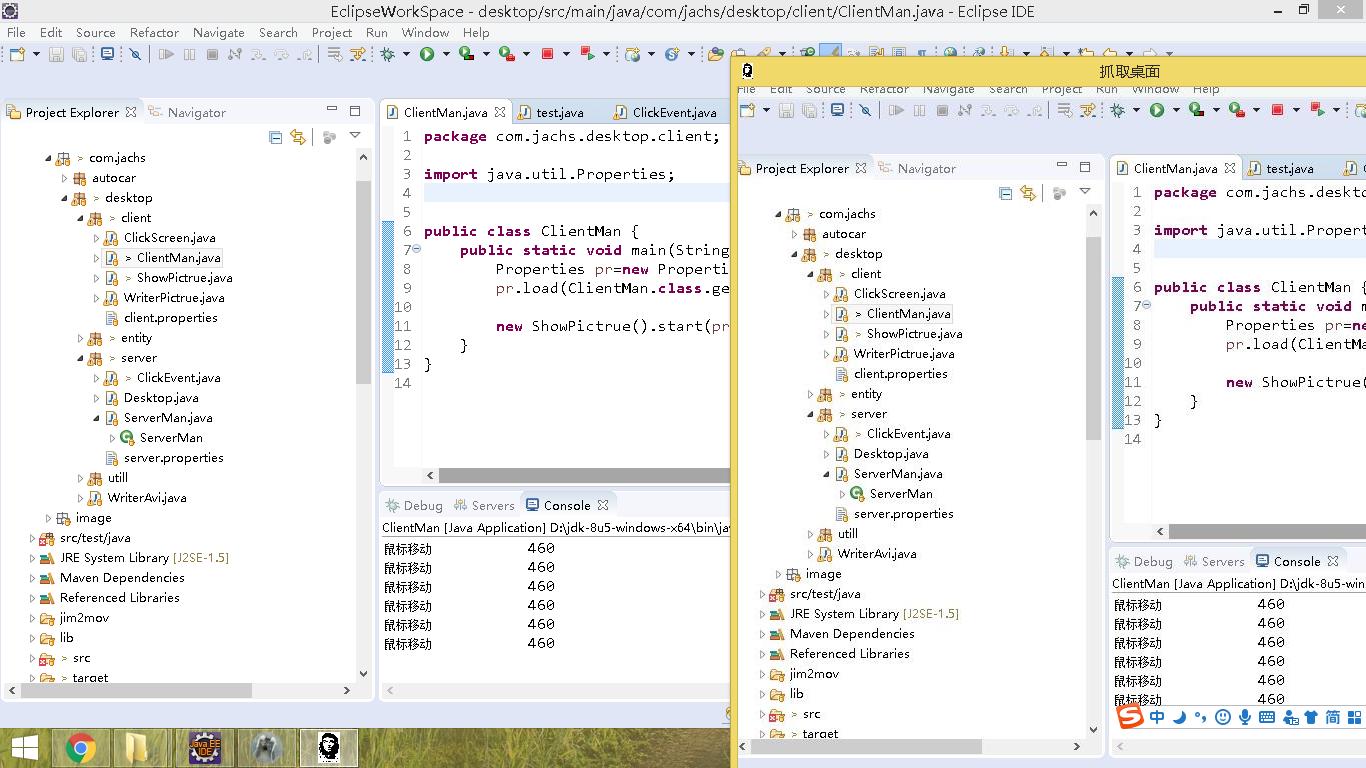 EclipseWorkSpace - desktop/src/main/java/com/jachs/desktop/client/ClientMan.java - Eclipse IDE
File Edit Source Refactor Navigate Search Project Run Window Help
Project Explorer Navigator
com.jachs
autocar
> desktop
> client
ClickScreen.java
> ClientMan.java
> ShowPictrue.java
WriterPictrue.java
client.properties
> entity
> server
> ClickEvent.java
Desktop.java
ServerMan.java
ServerMan
server.properties
utill
WriterAvi.java
image
src/test/java
JRE System Library [J2SE-1.5]
Maven Dependencies
Referenced Libraries
jim2mov
lib
> src
> target
ClientMan.java test.java ClickEvent.java
1 package com.jachs.desktop.client;
2
3 import java.util.Properties;
4
5
6 public class ClientMan {
7 public static void main(String
8 Properties pr=new Properti
9 pr.load(ClientMan.class.ge
10
11 new ShowPictrue().start(pr
12 }
13 }
14
Debug Servers Console
ClientMan [Java Application] D:\jdk-8u5-windows-x64\bin\jav
鼠标移动 460
鼠标移动 460
鼠标移动 460
鼠标移动 460
鼠标移动 460
鼠标移动 460
抓取桌面
File Edit Source Refactor Navigate Search Project Run Window Help
Project Explorer Navigator
> com.jachs
autocar
> desktop
> client
ClickScreen.java
> ClientMan.java
> ShowPictrue.java
WriterPictrue.java
client.properties
> entity
> server
> ClickEvent.java
Desktop.java
ServerMan.java
ServerMan
server.properties
utill
WriterAvi.java
image
src/test/java
JRE System Library [J2SE-1.5]
Maven Dependencies
Referenced Libraries
jim2mov
lib
> src
> target
ClientMan.java test.java
1 package com.jachs.deskto
2
3 import java.util.Propert
4
5
6 public class ClientMan {
7 public static void m
8 Properties pr=ne
9 pr.load(ClientMa
10
11 new ShowPictrue(
12 }
13 }
14
Debug Servers Console
ClientMan [Java Application] D:\jdk-8u5-win
鼠标移动 460
鼠标移动 460
鼠标移动 460
鼠标移动 460
鼠标移动 460
鼠标移动 460
S 中 简
Java EE IDE